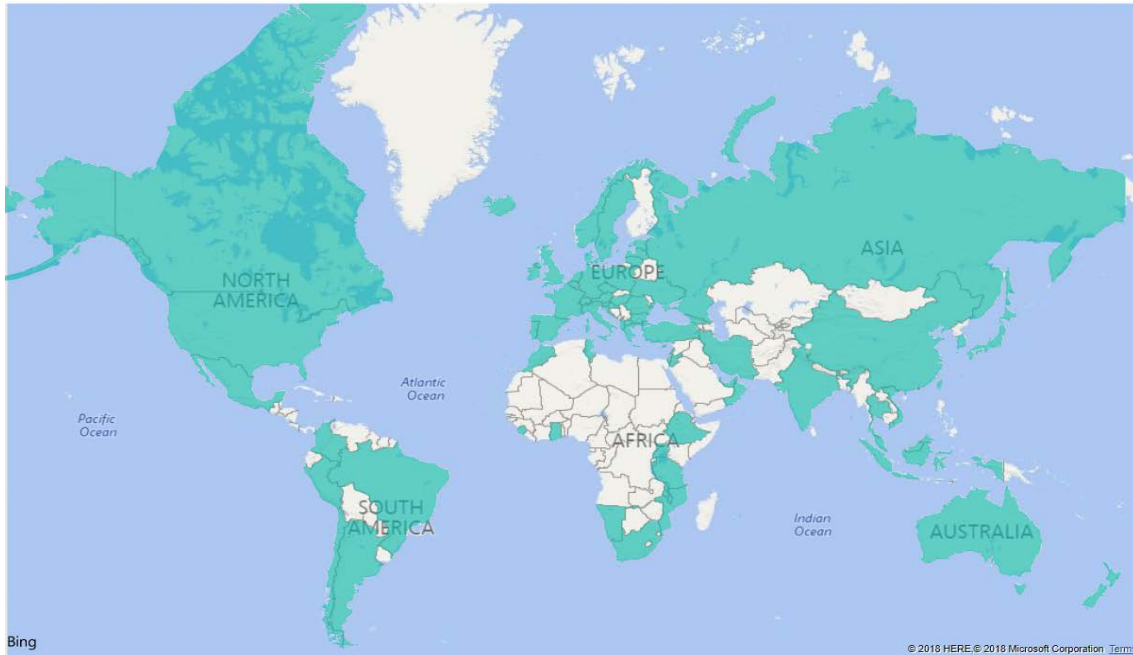 ASIA
EUROPE
NORTH
AMERICA
Atlantic
Ocean
Pacific
Ocean
AFRICA
SOUTH
AMERICA
Indian
Ocean
AUSTRALIA
Bing
© 2018 HERE,© 2018 Microsoft Corporation